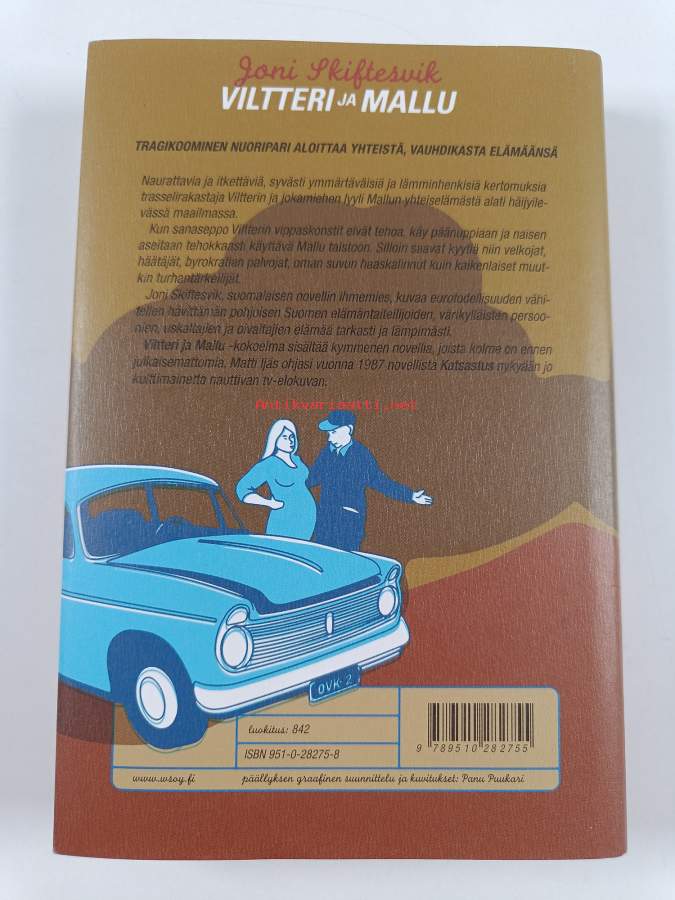 Joni Skiftesvik
VILTTERI JA MALLU
TRAGIKOOMINEN NUORIPARI ALOITTAA YHTEISTÄ, VAUHDIKASTA ELÄMÄÄNSÄ
Naurattavia ja itkettäviä, syvästi ymmärtäväisiä ja lämminhenkisiä kertomuksia
trasselirakastaja Viltterin ja jokamiehen lyyli Mallun yhteiselämästä alati häijyile-
vässä maailmassa.
Kun sanaseppo Viltterin vippaskonstit eivät tehoa, käy päänuppiaan ja naisen
aseitaan tehokkaasti käyttävä Mallu taistoon. Silloin saavat kyytiä niin velkojat,
häätäjät, byrokratian palvojat, oman suvun haaskalinnut kuin kaikenlaiset muut-
kin turhantärkeilijät.
Joni Skiftesvik, suomalaisen novellin ihmemies, kuvaa eurotodellisuuden vähi-
tellen hävittämän pohjoisen Suomen elämäntaiteilijoiden, värikylläisten persoo-
nien, uskaltajien ja oivaltajien elämää tarkasti ja lämpimästi.
Viltteri ja Mallu -kokoelma sisältää kymmenen novellia, joista kolme on ennen
julkaisemattomia. Matti Ijäs ohjasi vuonna 1987 novellista Katsastus nykyään jo
kulttimainetta nauttivan tv-elokuvan.
Antikvariaatti.net
OVK-2
luokitus: 842
ISBN 951-0-28275-8
9 789510 282755
www.wsoy.fi
päällyksen graafinen suunnittelu ja kuvitukset: Panu Puukari